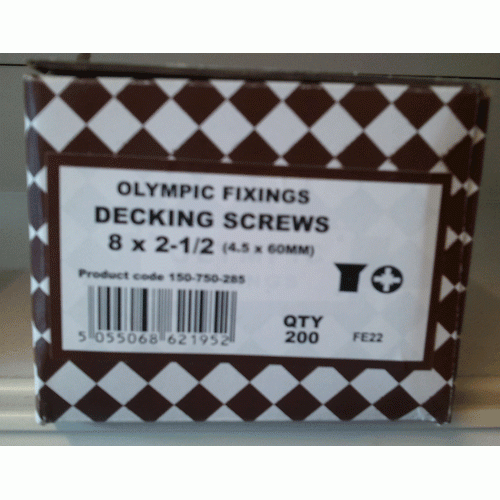 OLYMPIC FIXINGS
DECKING SCREWS
8 x 2-1/2 (4.5 x 60MM)
Product code 150-750-285
5 055068 621952
QTY
200
FE22